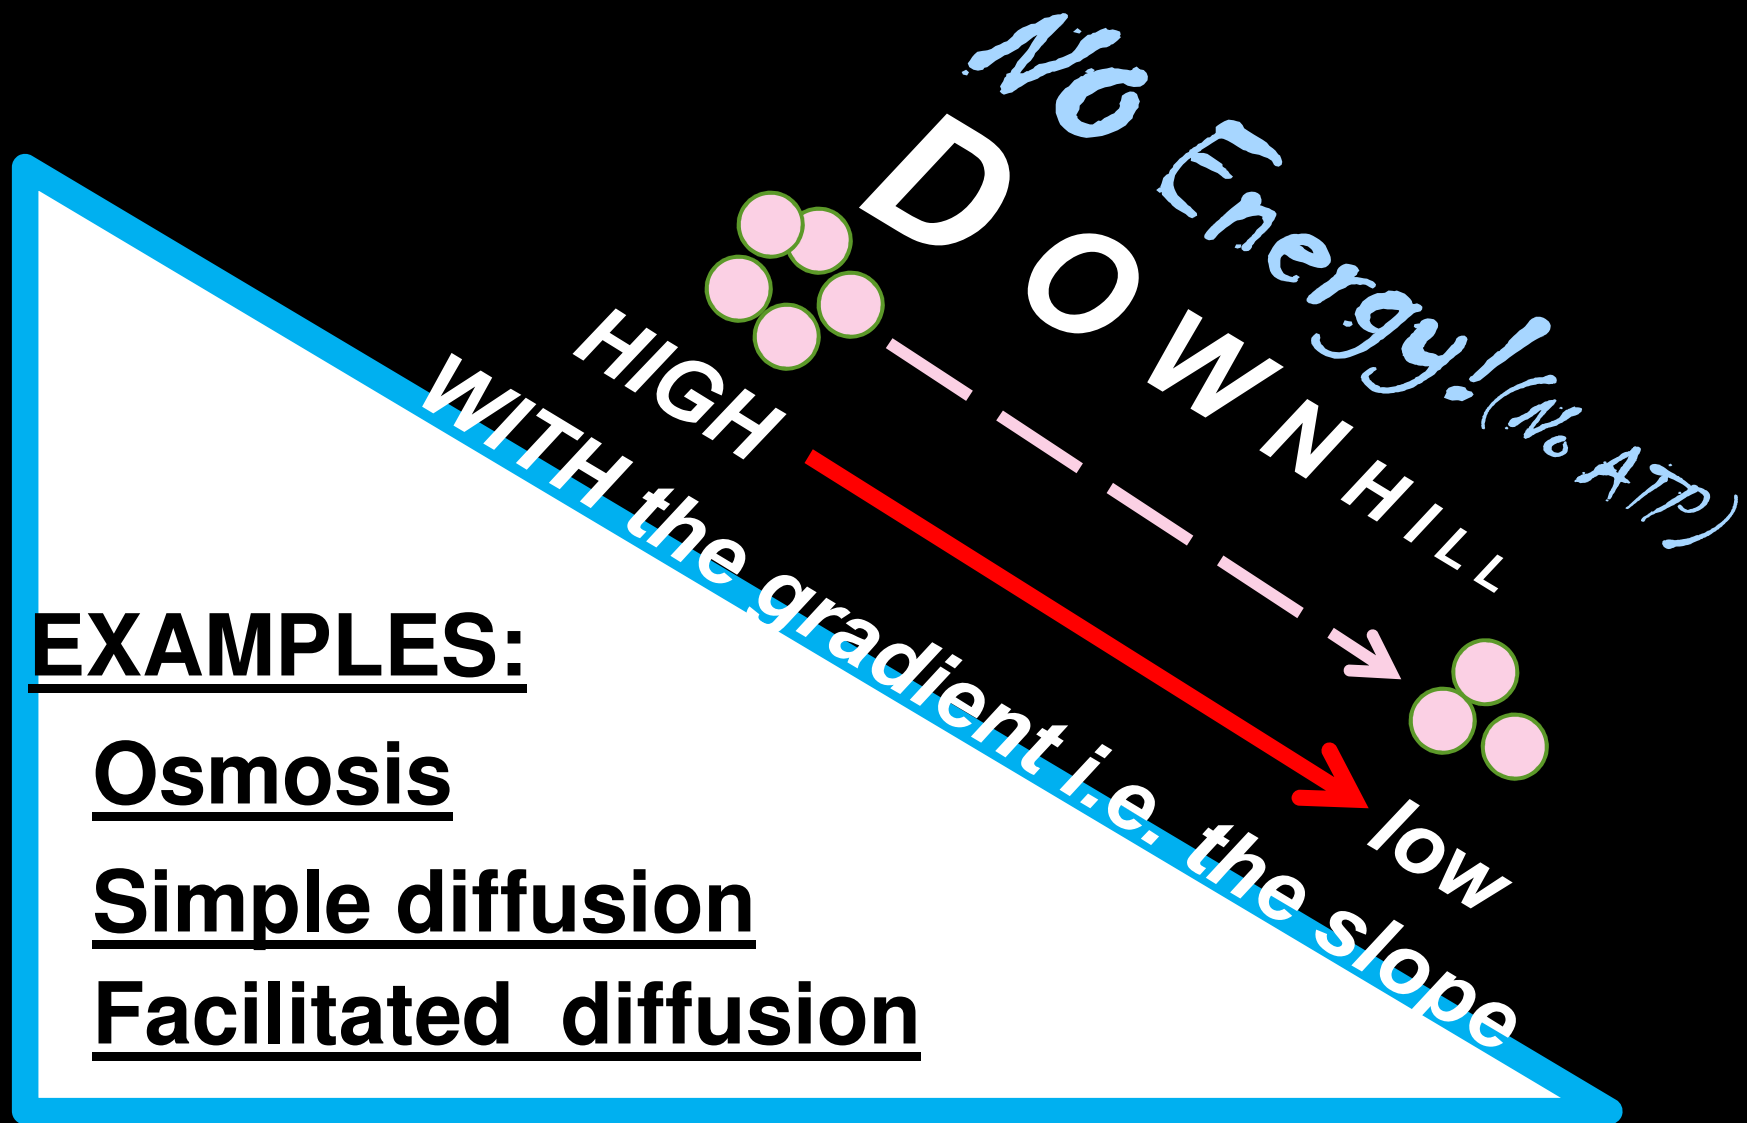 NO Energy! (No ATP)
DOWNHILL
HIGH
WITH the gradient i.e. the slope
low
EXAMPLES:
Osmosis
Simple diffusion
Facilitated diffusion